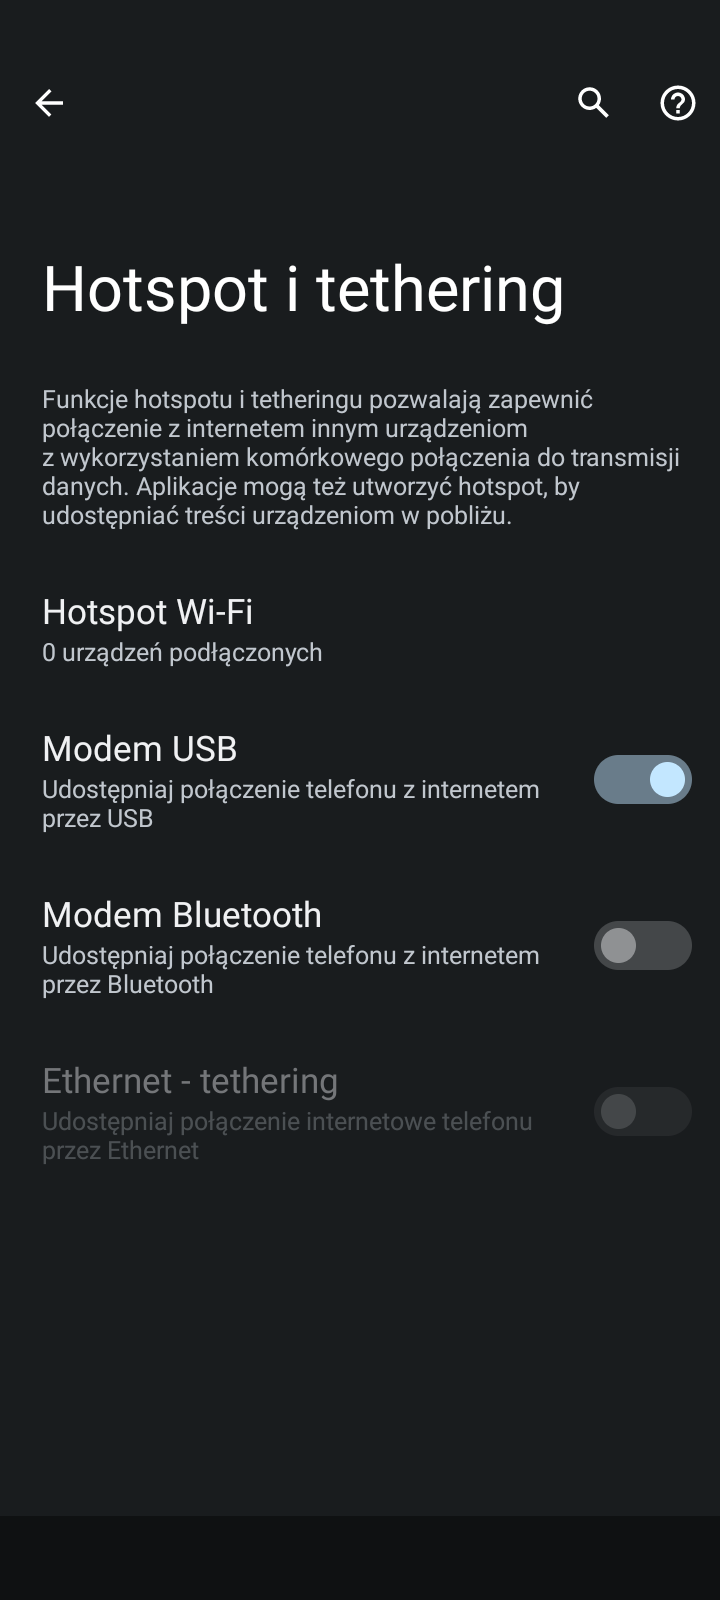 Hotspot i tethering
Funkcje hotspotu i tetheringu pozwalają zapewnić
połączenie z internetem innym urządzeniom
z wykorzystaniem komórkowego połączenia do transmisji
danych. Aplikacje mogą też utworzyć hotspot, by
udostępniać treści urządzeniom w pobliżu.
Hotspot Wi-Fi
0 urządzeń podłączonych
Modem USB
Udostępniaj połączenie telefonu z internetem
przez USB
Modem Bluetooth
Udostępniaj połączenie telefonu z internetem
przez Bluetooth
Ethernet - tethering
Udostępniaj połączenie internetowe telefonu
przez Ethernet